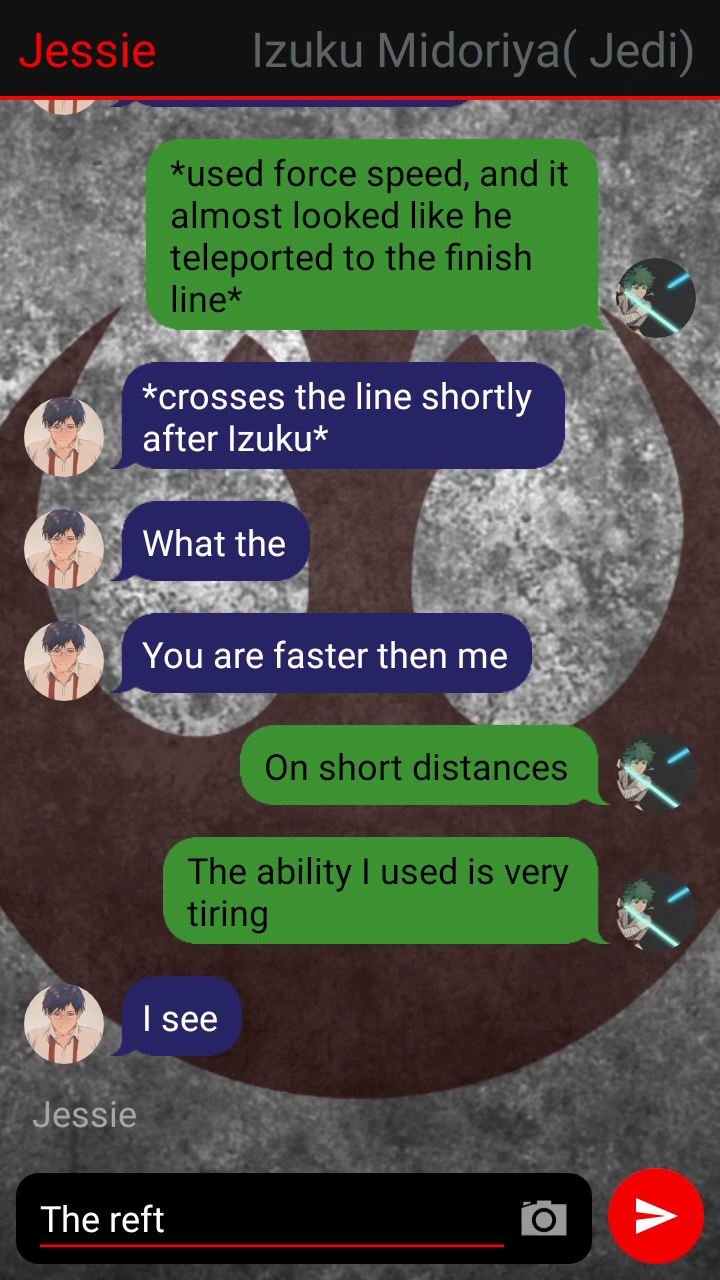 Jessie
Izuku Midoriya( Jedi)
*used force speed, and it
almost looked like he
teleported to the finish
line*
*crosses the line shortly
after Izuku*
What the
You are faster then me
On short distances
The ability I used is very
tiring
I see
Jessie
The reft